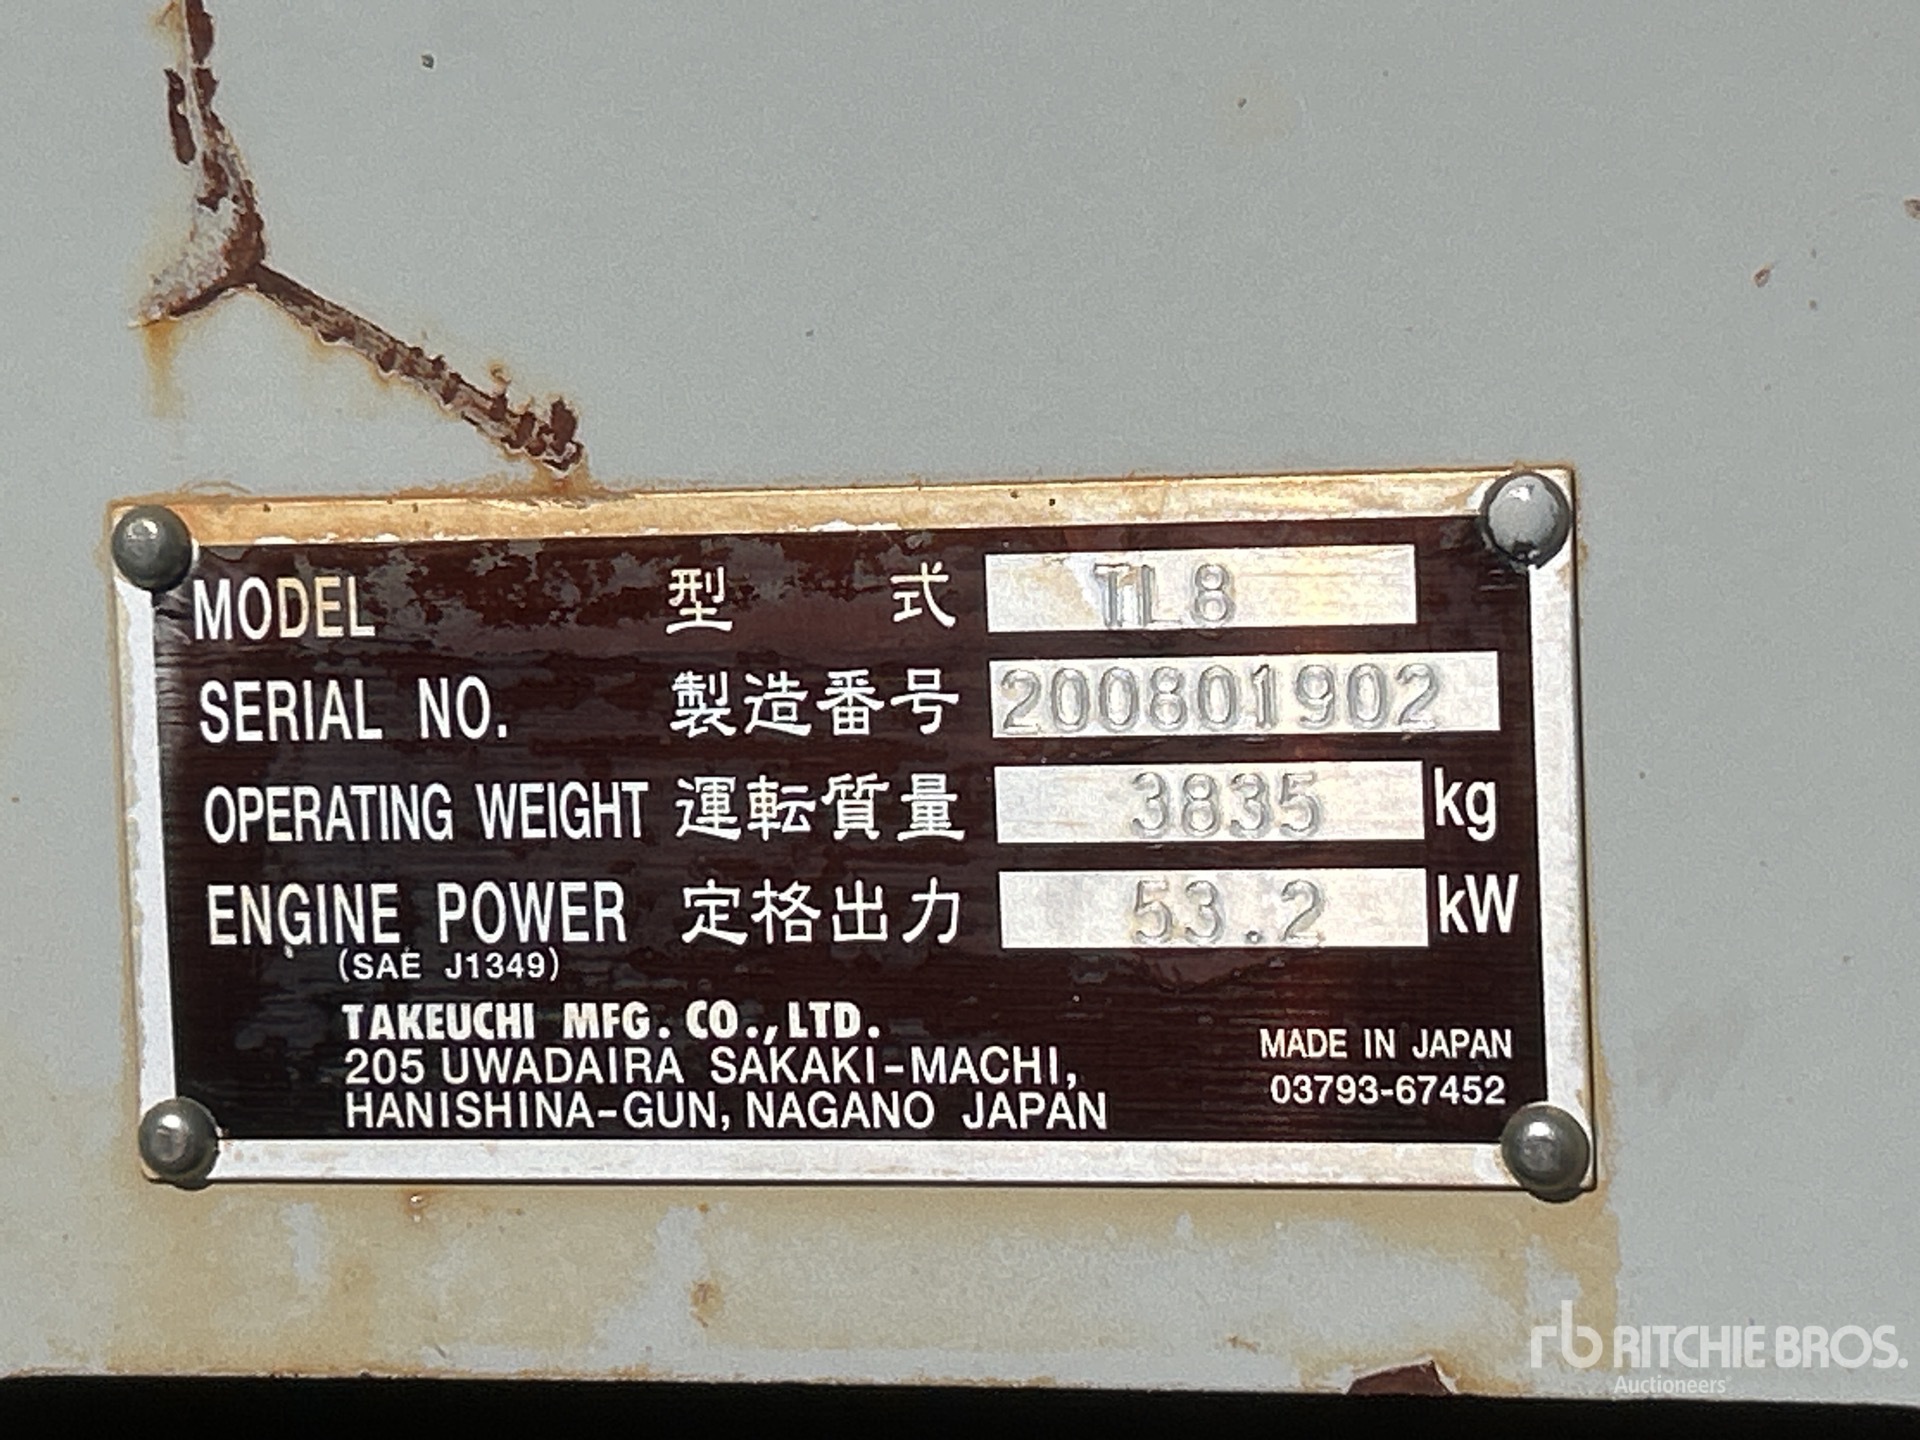 MODEL 型 式 TL8
SERIAL NO. 製造番号 200801902
OPERATING WEIGHT 運転質量 3835 kg
ENGINE POWER 定格出力 53.2 kW
(SAE J1349)
TAKEUCHI MFG. CO., LTD.
205 UWADAIRA SAKAKI-MACHI,
HANISHINA-GUN, NAGANO JAPAN
MADE IN JAPAN
03793-67452
rb RITCHIE BROS.
Auctioneers